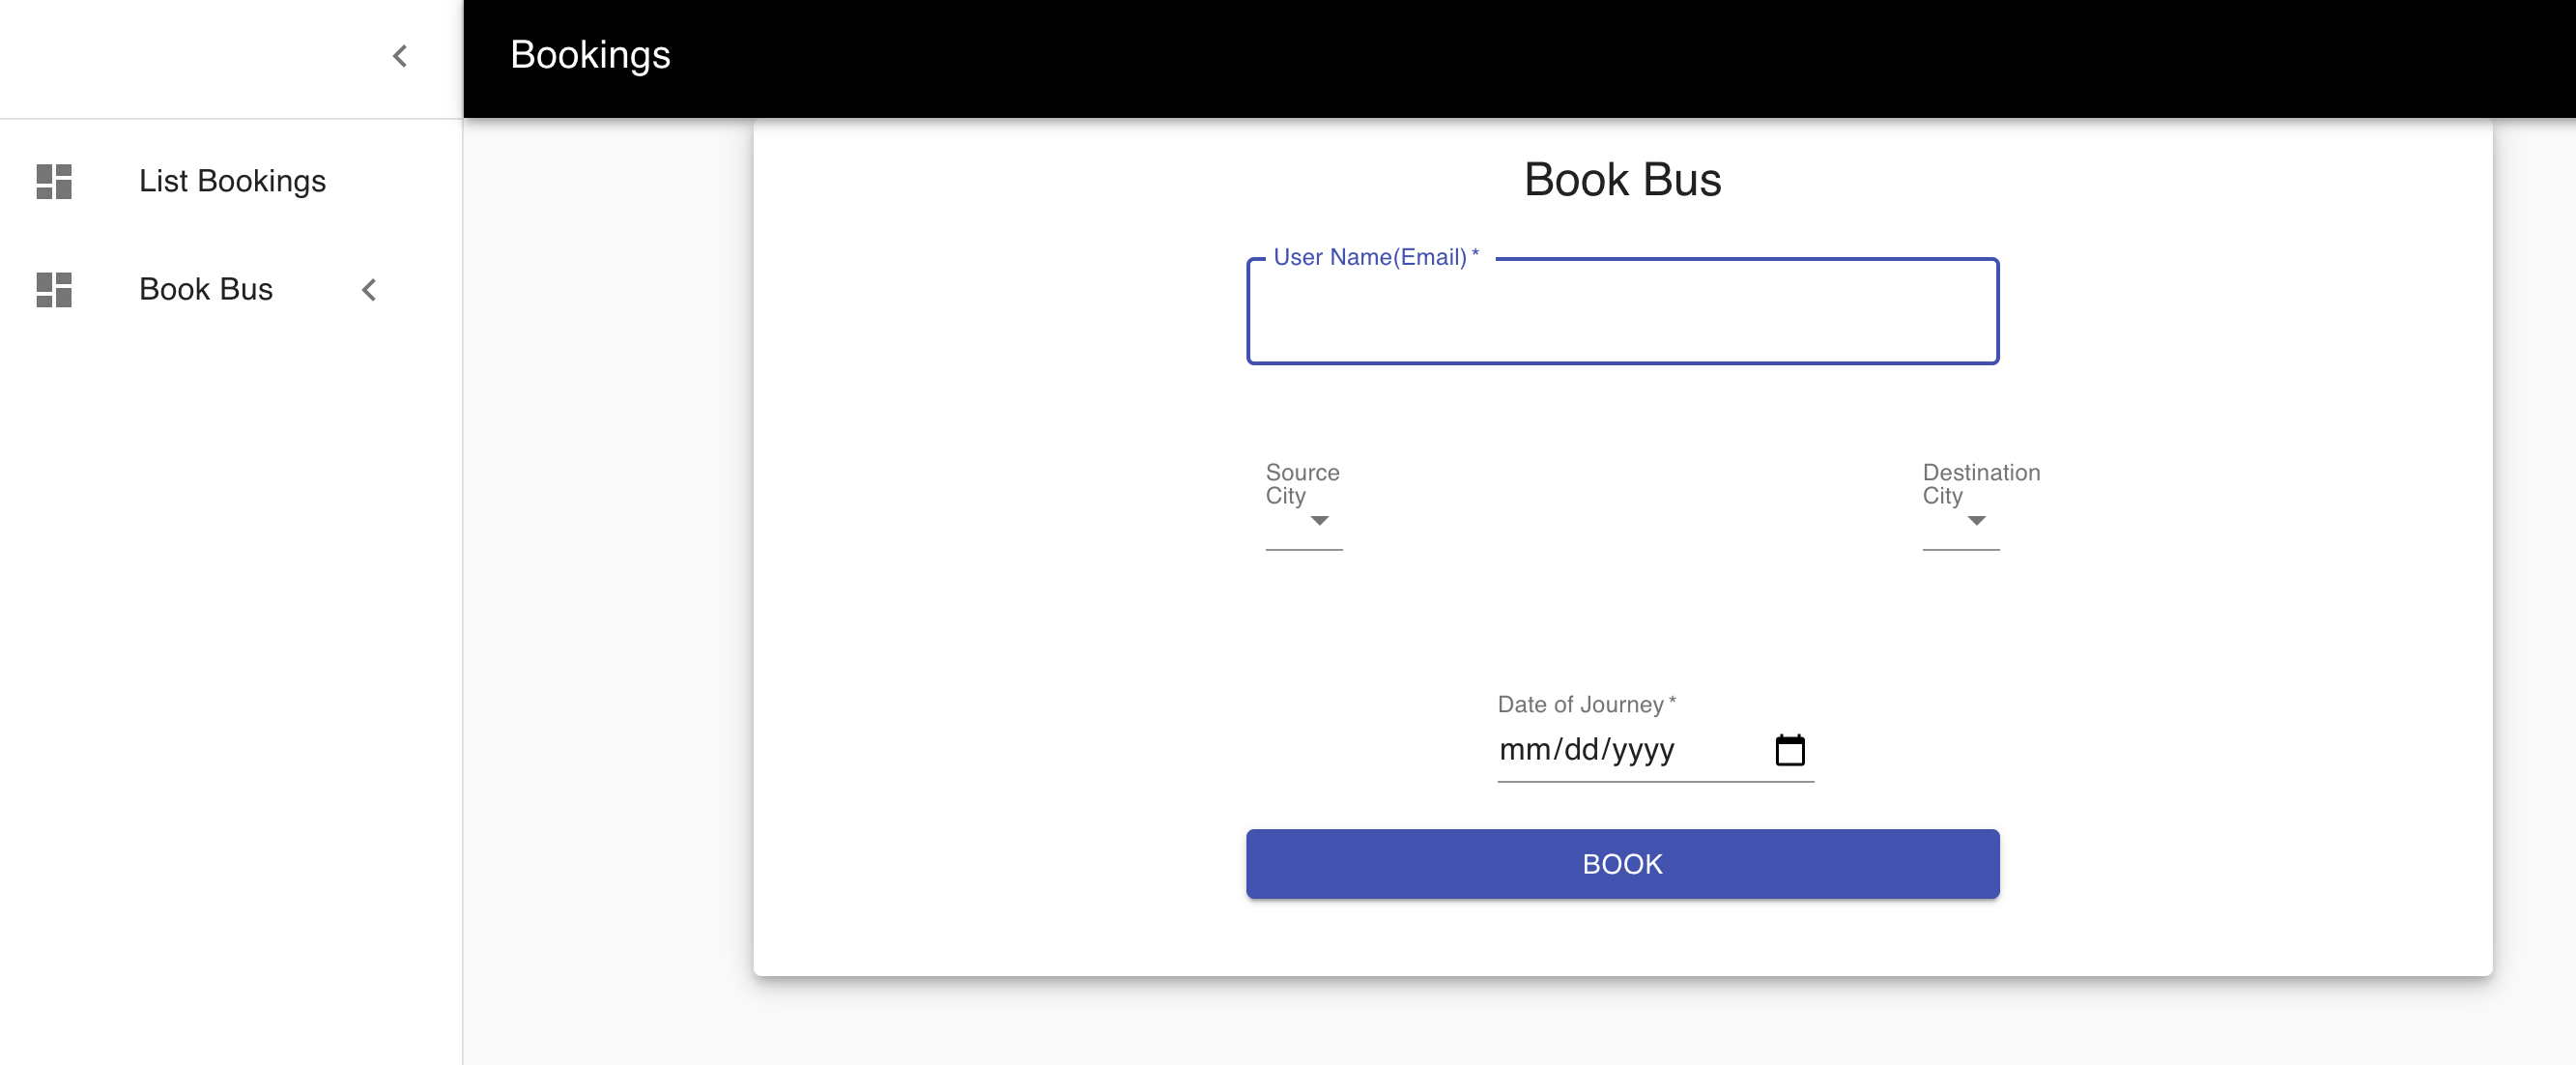 Bookings
List Bookings
Book Bus
Book Bus
User Name(Email) *
Source
City
Destination
City
Date of Journey *
mm/dd/yyyy
BOOK